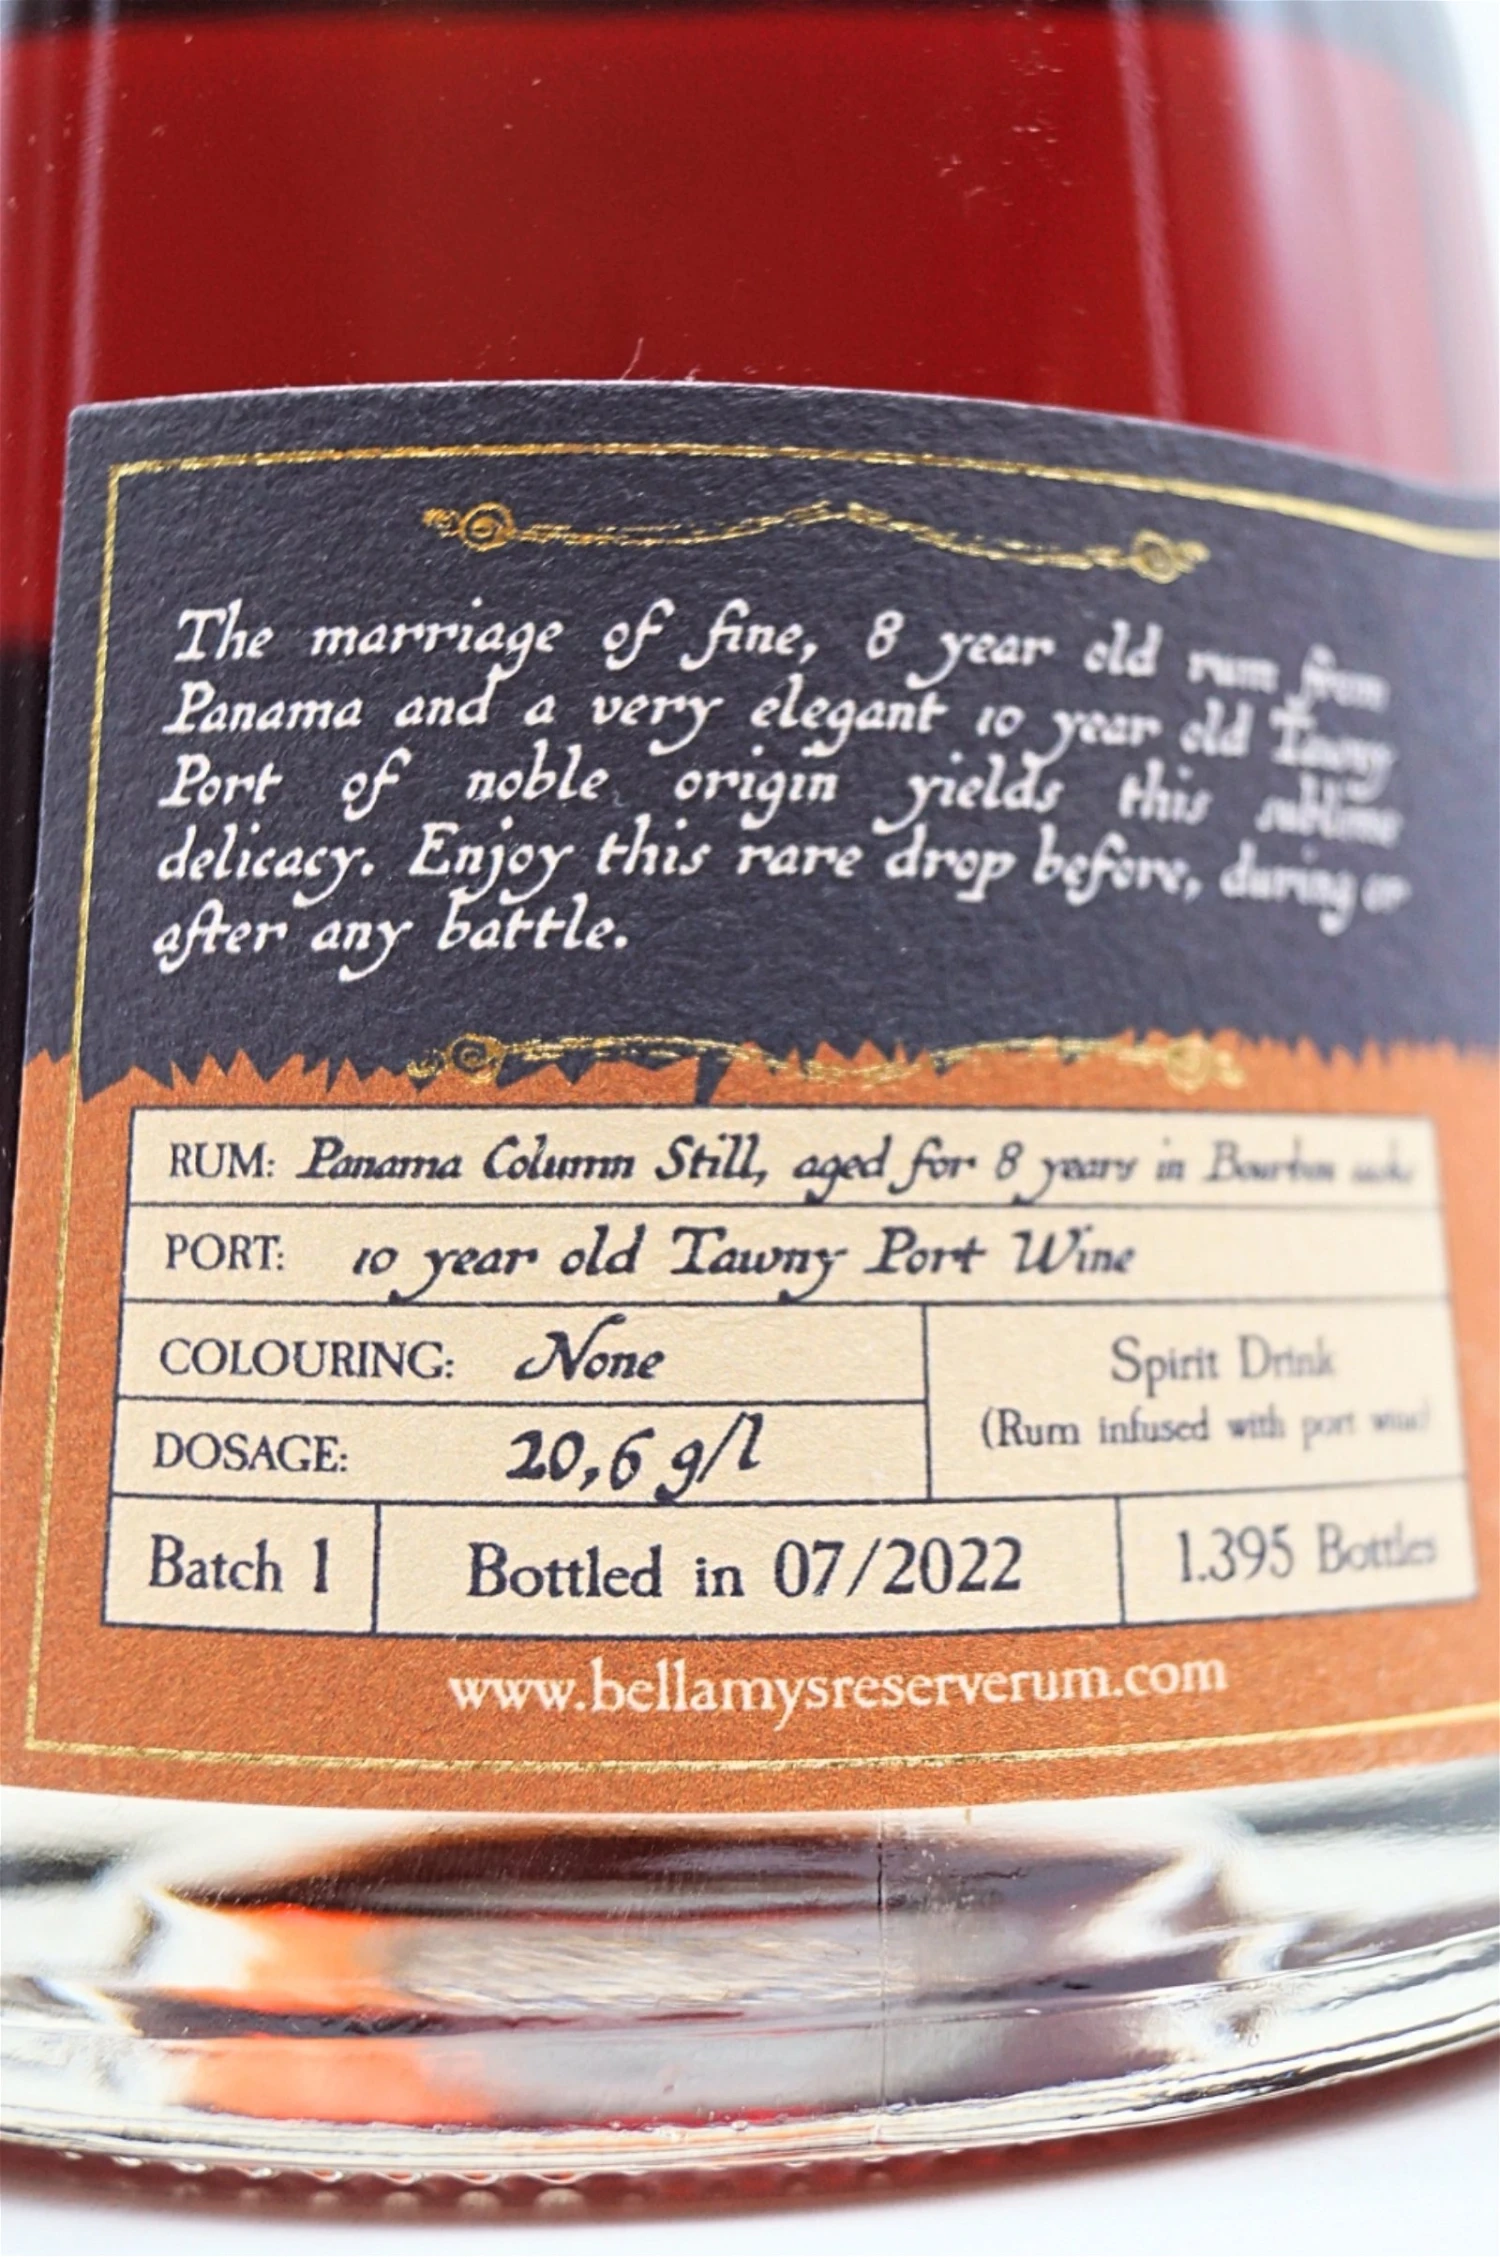 The marriage of fine, 8 year old rum from
Panama and a very elegant 10 year old Tawny
Port of noble origin yields this sublime
delicacy. Enjoy this rare drop before, during or
after any battle.
RUM: Panama Column Still, aged for 8 years in Bourbon
PORT: 10 year old Tawny Port Wine
COLOURING: None
Spirit Drink
(Rum infused with port wine)
DOSAGE: 20,6 g/l
Batch 1
Bottled in 07/2022
1.395 Bottles
www.bellamysreserverum.com